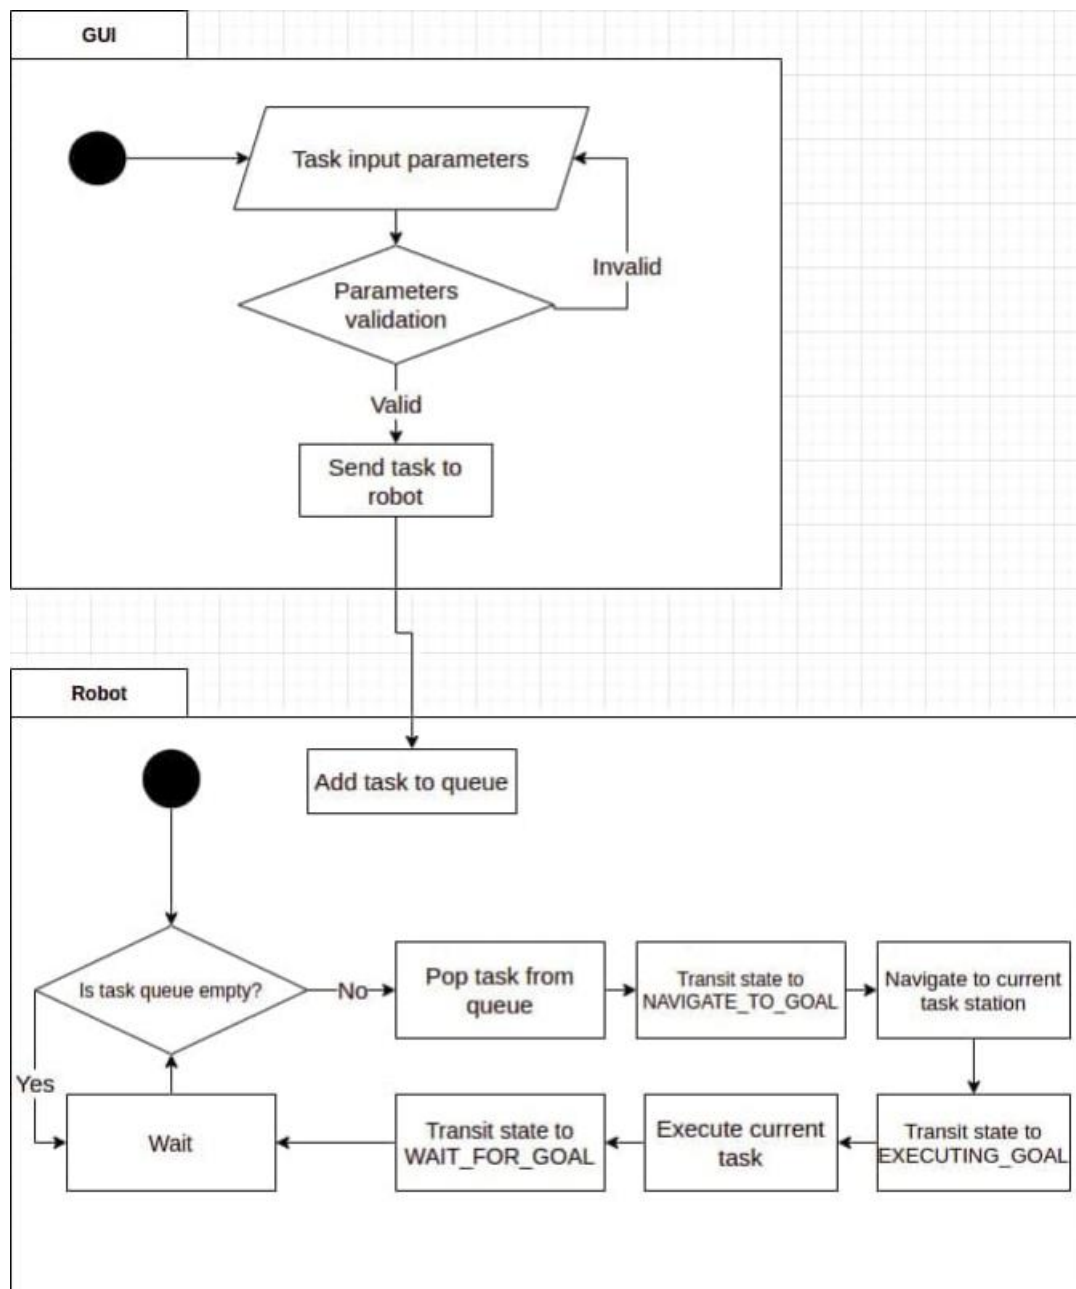 GUI
Task input parameters
Invalid
Parameters
validation
Valid
Send task to
robot
Robot
Add task to queue
Is task queue empty?
No
Pop task from
queue
Transit state to
NAVIGATE_TO_GOAL
Navigate to current
task station
Yes
Wait
Transit state to
WAIT_FOR_GOAL
Execute current
task
Transit state to
EXECUTING_GOAL